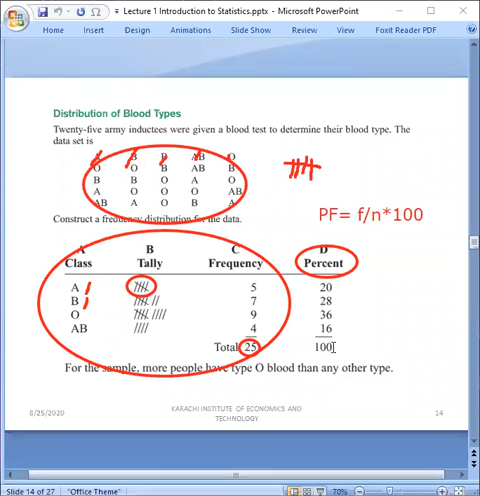 Lecture 1 Introduction to Statistics.pptx - Microsoft PowerPoint
Home Insert Design Animations Slide Show Review View Foxit Reader PDF
Distribution of Blood Types
Twenty-five army inductees were given a blood test to determine their blood type. The
data set is
A B B AB O
O O B AB B
B B O A O
A O O O AB
AB A O B A
Construct a frequency distribution for the data.
PF= f/n*100
A B C D
Class Tally Frequency Percent
A 5 20
B 7 28
O 9 36
AB 4 16
Total 25 100
For the sample, more people have type O blood than any other type.
8/25/2020 KARACHI INSTITUTE OF ECONOMICS AND 14
TECHNOLOGY
Slide 14 of 27 "Office Theme" 70%